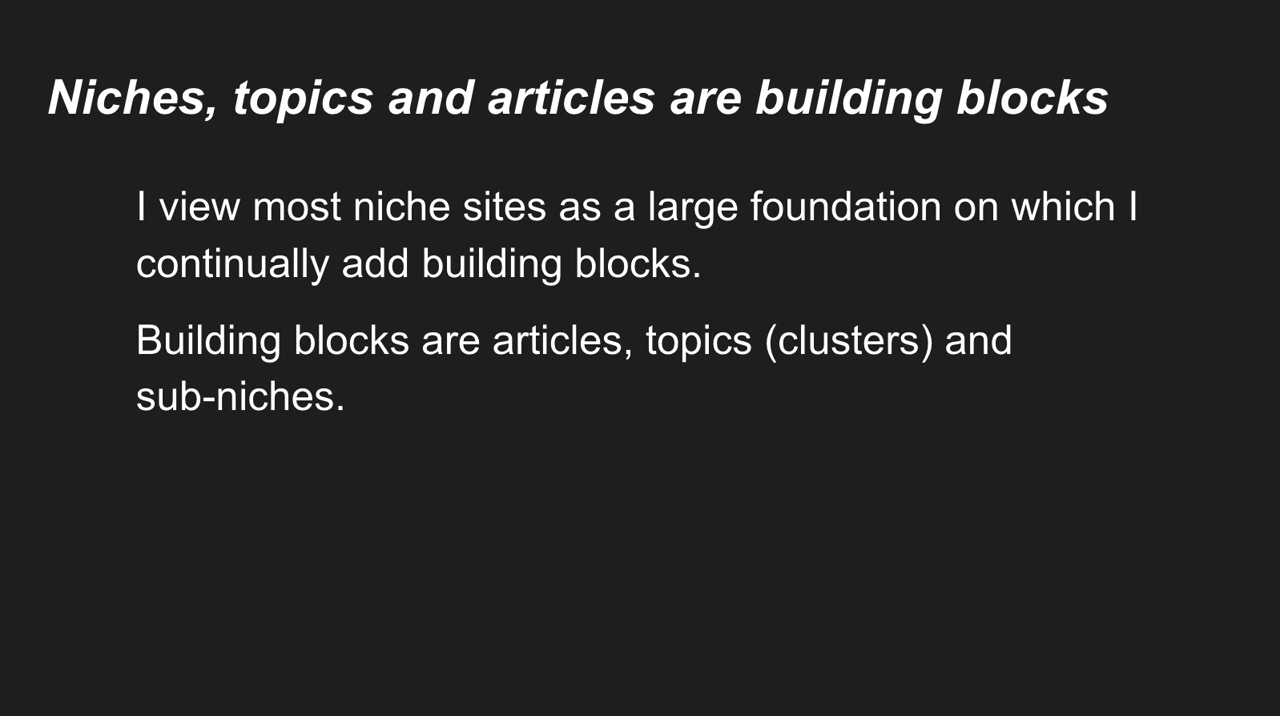 Niches, topics and articles are building blocks
I view most niche sites as a large foundation on which I
continually add building blocks.
Building blocks are articles, topics (clusters) and
sub-niches.